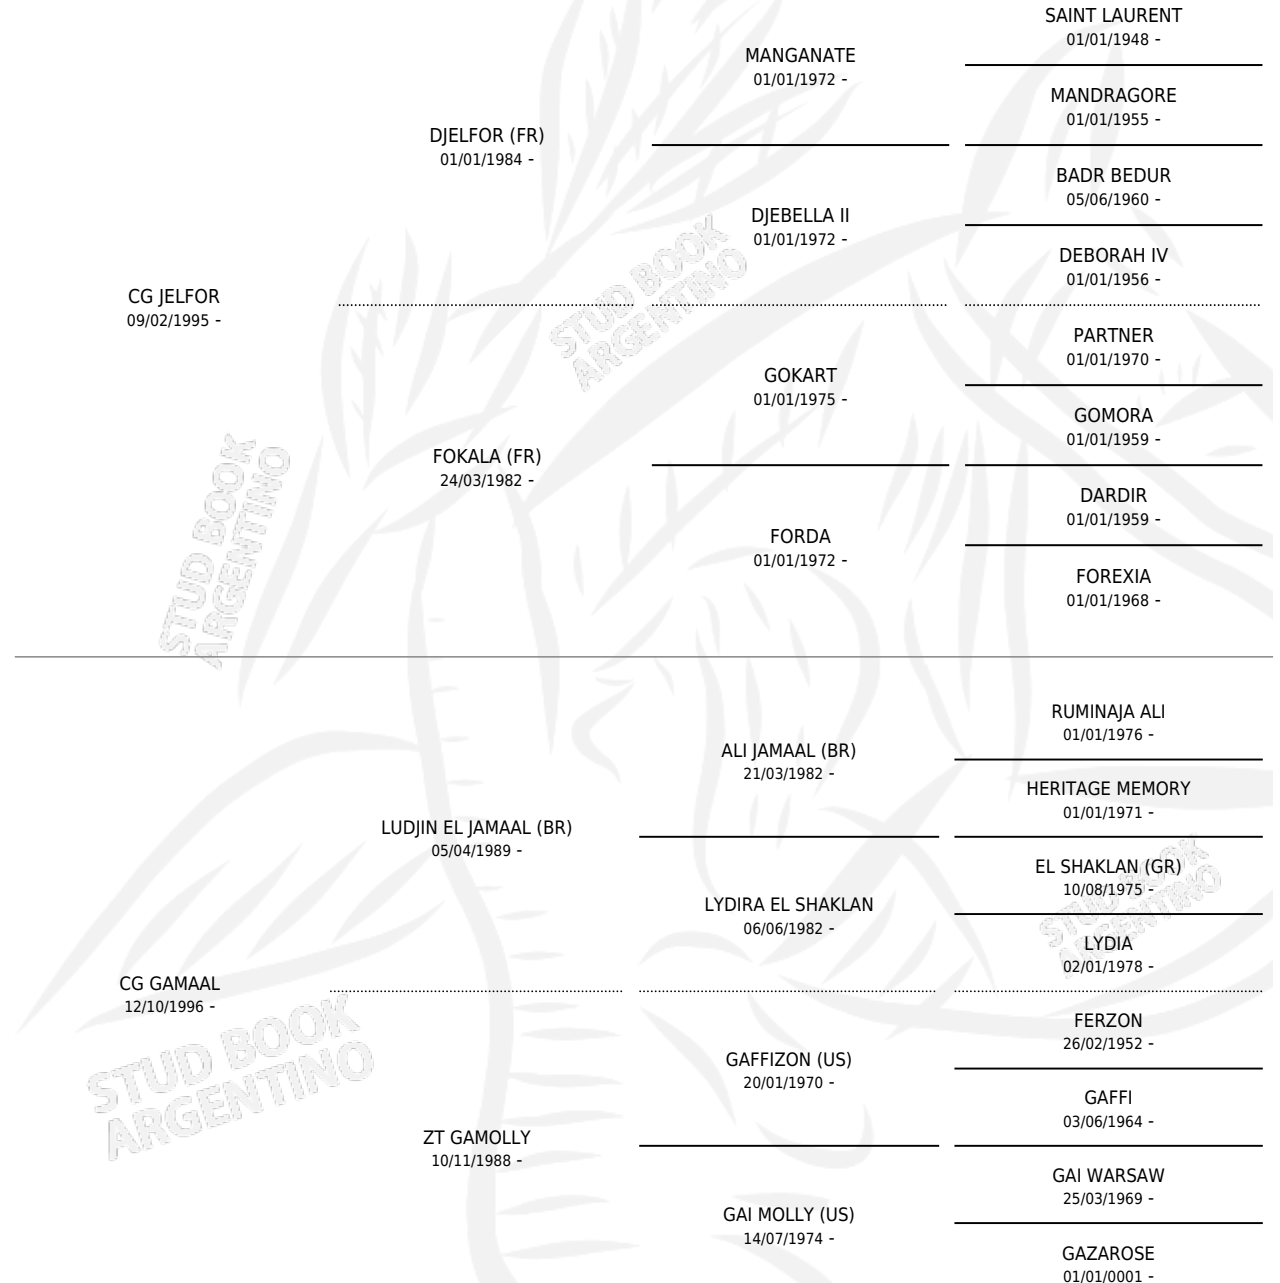 SAINT LAURENT
01/01/1948 -
MANGANATE
01/01/1972 -
MANDRAGORE
01/01/1955 -
DJELFOR (FR)
01/01/1984 -
BADR BEDUR
05/06/1960 -
DJEBELLA II
01/01/1972 -
DEBORAH IV
01/01/1956 -
CG JELFOR
09/02/1995 -
PARTNER
01/01/1970 -
GOKART
01/01/1975 -
GOMORA
01/01/1959 -
FOKALA (FR)
24/03/1982 -
DARDIR
01/01/1959 -
FORDA
01/01/1972 -
FOREXIA
01/01/1968 -
STUD BOOK
ARGENTINO
STUD BOOK
ARGENTINO
RUMINAJA ALI
01/01/1976 -
ALI JAMAAL (BR)
21/03/1982 -
HERITAGE MEMORY
01/01/1971 -
LUDJIN EL JAMAAL (BR)
05/04/1989 -
EL SHAKLAN (GR)
10/08/1975 -
LYDIRA EL SHAKLAN
06/06/1982 -
LYDIA
02/01/1978 -
STUD BOOK
ARGENTINO
CG GAMAAL
12/10/1996 -
FERZON
26/02/1952 -
GAFFIZON (US)
20/01/1970 -
GAFFI
03/06/1964 -
ZT GAMOLLY
10/11/1988 -
GAI WARSAW
25/03/1969 -
GAI MOLLY (US)
14/07/1974 -
GAZAROSE
01/01/0001 -
STUD BOOK
ARGENTINO